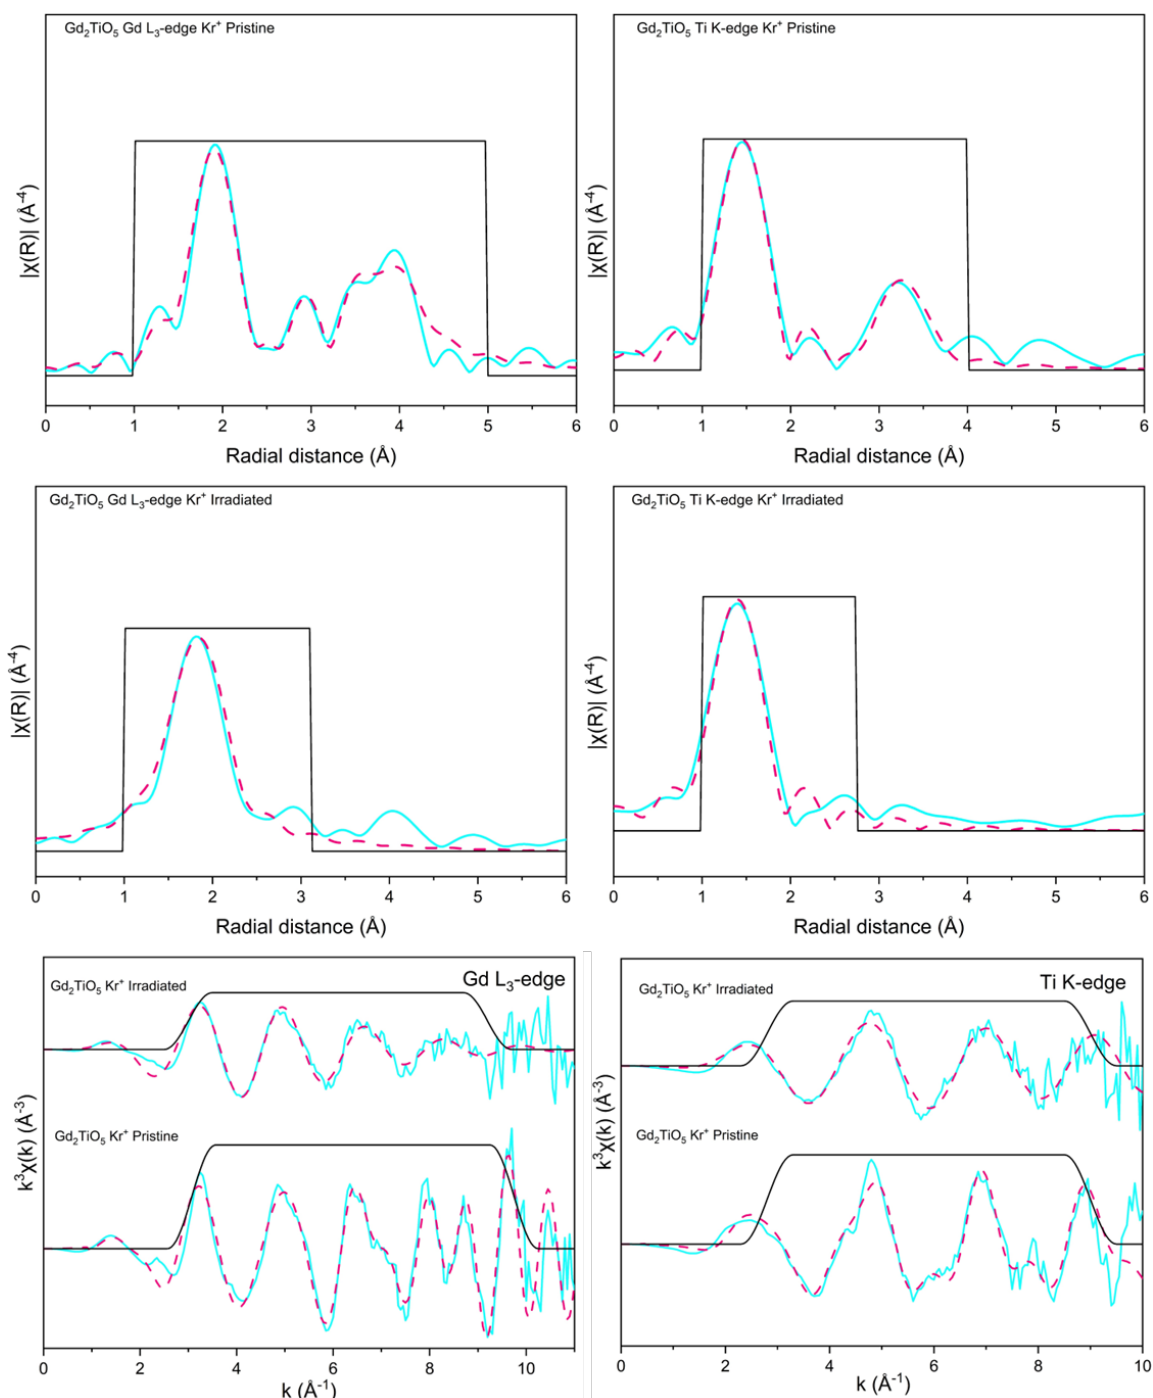 Gd₂TiO₅ Gd L₃-edge Kr⁺ Pristine
|χ(R)| (Å⁻⁴)
0 1 2 3 4 5 6
Radial distance (Å)
Gd₂TiO₅ Ti K-edge Kr⁺ Pristine
|χ(R)| (Å⁻⁴)
0 1 2 3 4 5 6
Radial distance (Å)
Gd₂TiO₅ Gd L₃-edge Kr⁺ Irradiated
|χ(R)| (Å⁻⁴)
0 1 2 3 4 5 6
Radial distance (Å)
Gd₂TiO₅ Ti K-edge Kr⁺ Irradiated
|χ(R)| (Å⁻⁴)
0 1 2 3 4 5 6
Radial distance (Å)
Gd L₃-edge
Gd₂TiO₅ Kr⁺ Irradiated
Gd₂TiO₅ Kr⁺ Pristine
k³χ(k) (Å⁻³)
0 2 4 6 8 10
k (Å⁻¹)
Ti K-edge
Gd₂TiO₅ Kr⁺ Irradiated
Gd₂TiO₅ Kr⁺ Pristine
k³χ(k) (Å⁻³)
0 2 4 6 8 10
k (Å⁻¹)